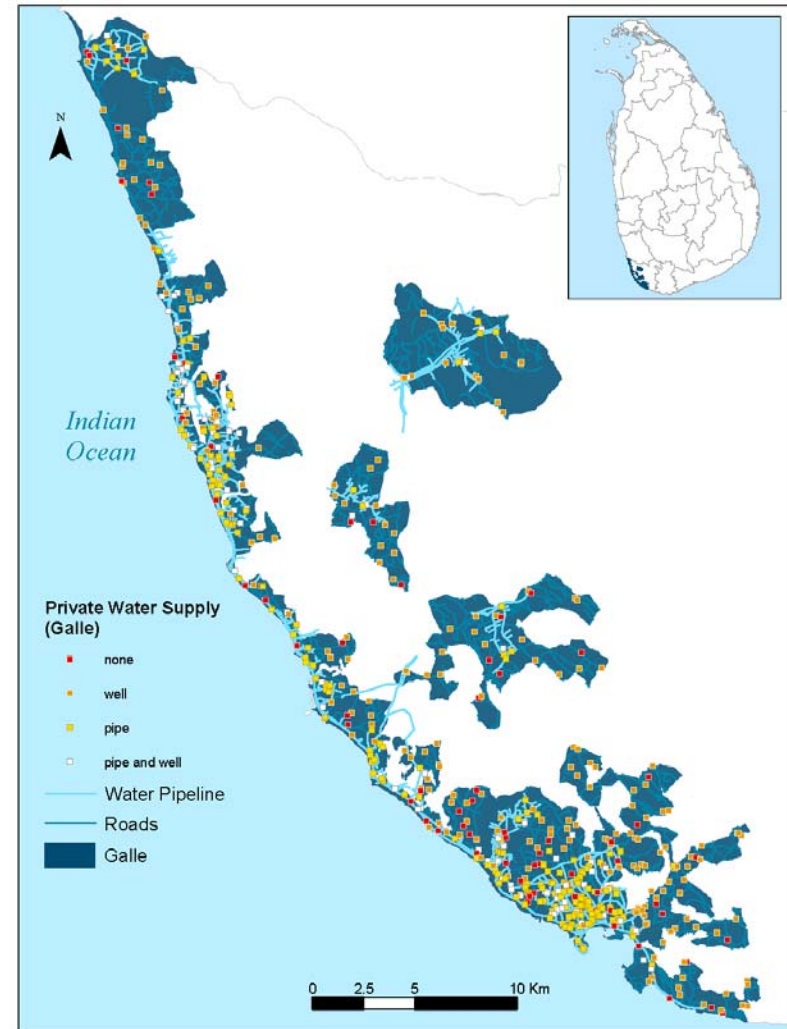 N
Indian
Ocean
Private Water Supply
(Galle)
none
well
pipe
pipe and well
Water Pipeline
Roads
Galle
0 2.5 5 10 Km